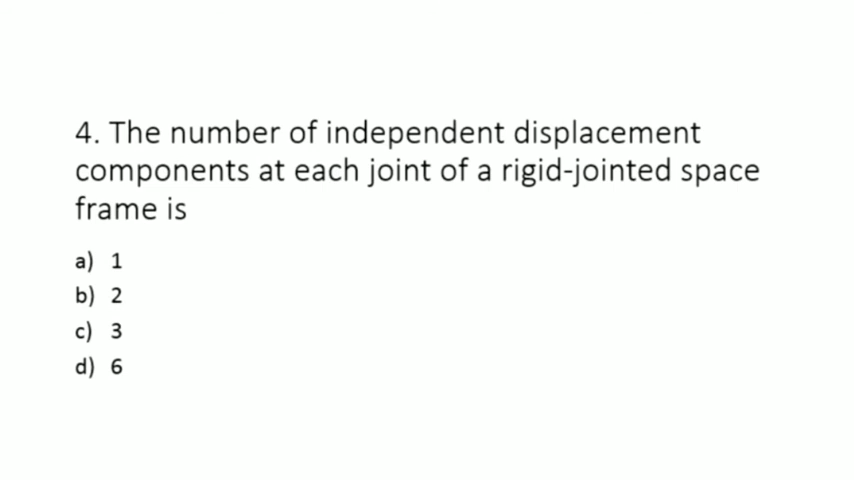 4. The number of independent displacement
components at each joint of a rigid-jointed space
frame is
a) 1
b) 2
c) 3
d) 6